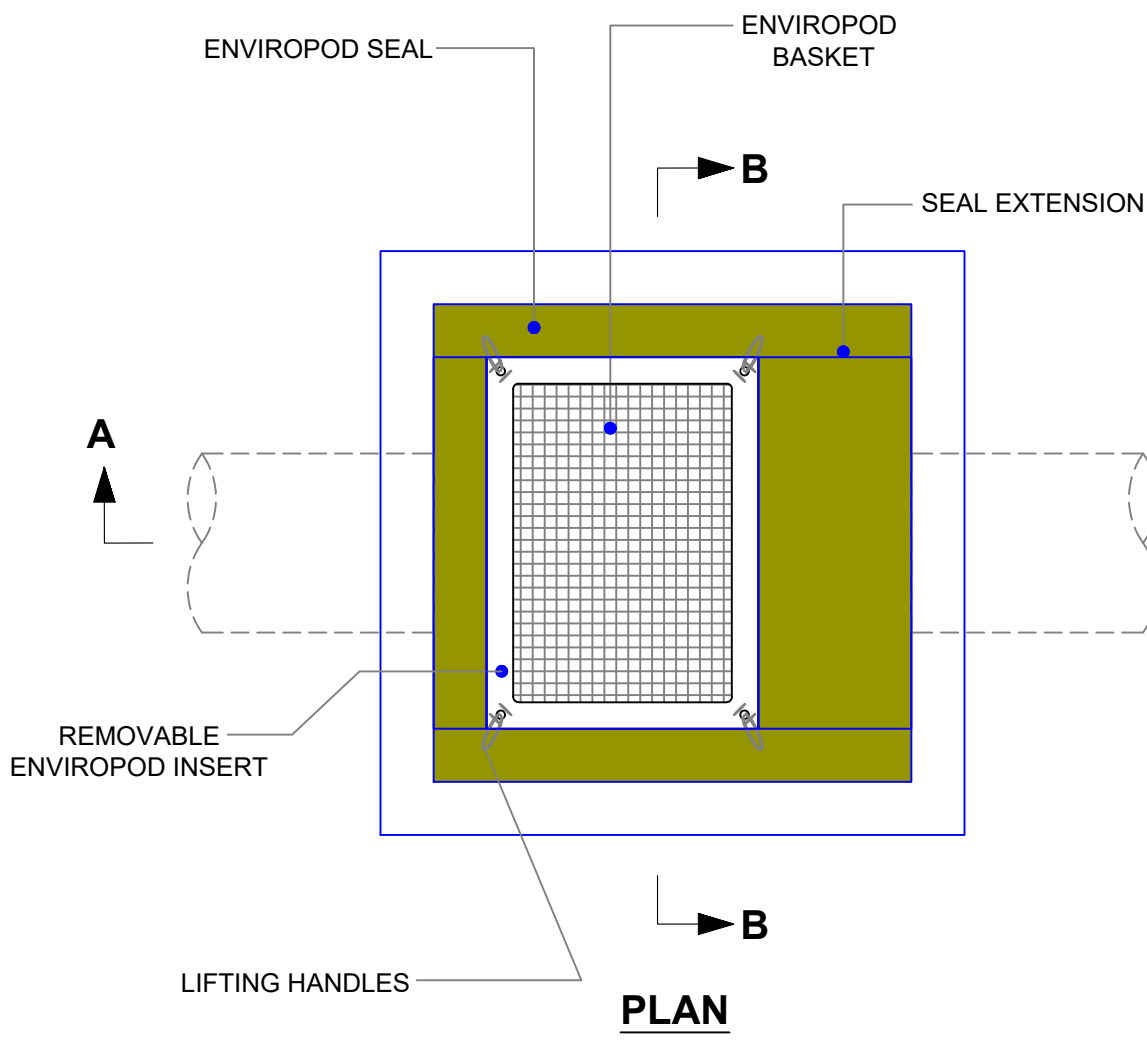 ENVIROPOD
BASKET
ENVIROPOD SEAL
B
SEAL EXTENSION
A
REMOVABLE
ENVIROPOD INSERT
B
LIFTING HANDLES
PLAN